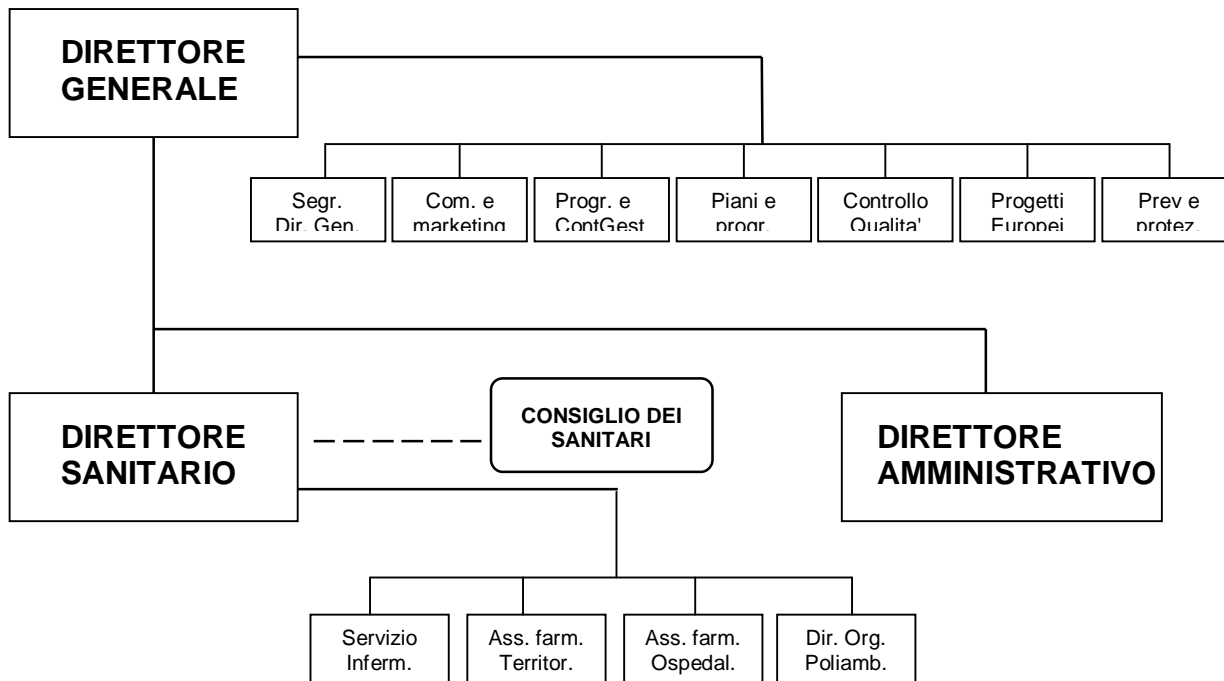 DIRETTORE
GENERALE
Segr.
Dir. Gen.
Com. e
marketing
Progr. e
ContGest
Piani e
progr.
Controllo
Qualita'
Progetti
Europei
Prev e
protez.
DIRETTORE
SANITARIO
CONSIGLIO DEI
SANITARI
DIRETTORE
AMMINISTRATIVO
Servizio
Inferm.
Ass. farm.
Territor.
Ass. farm.
Ospedal.
Dir. Org.
Poliamb.